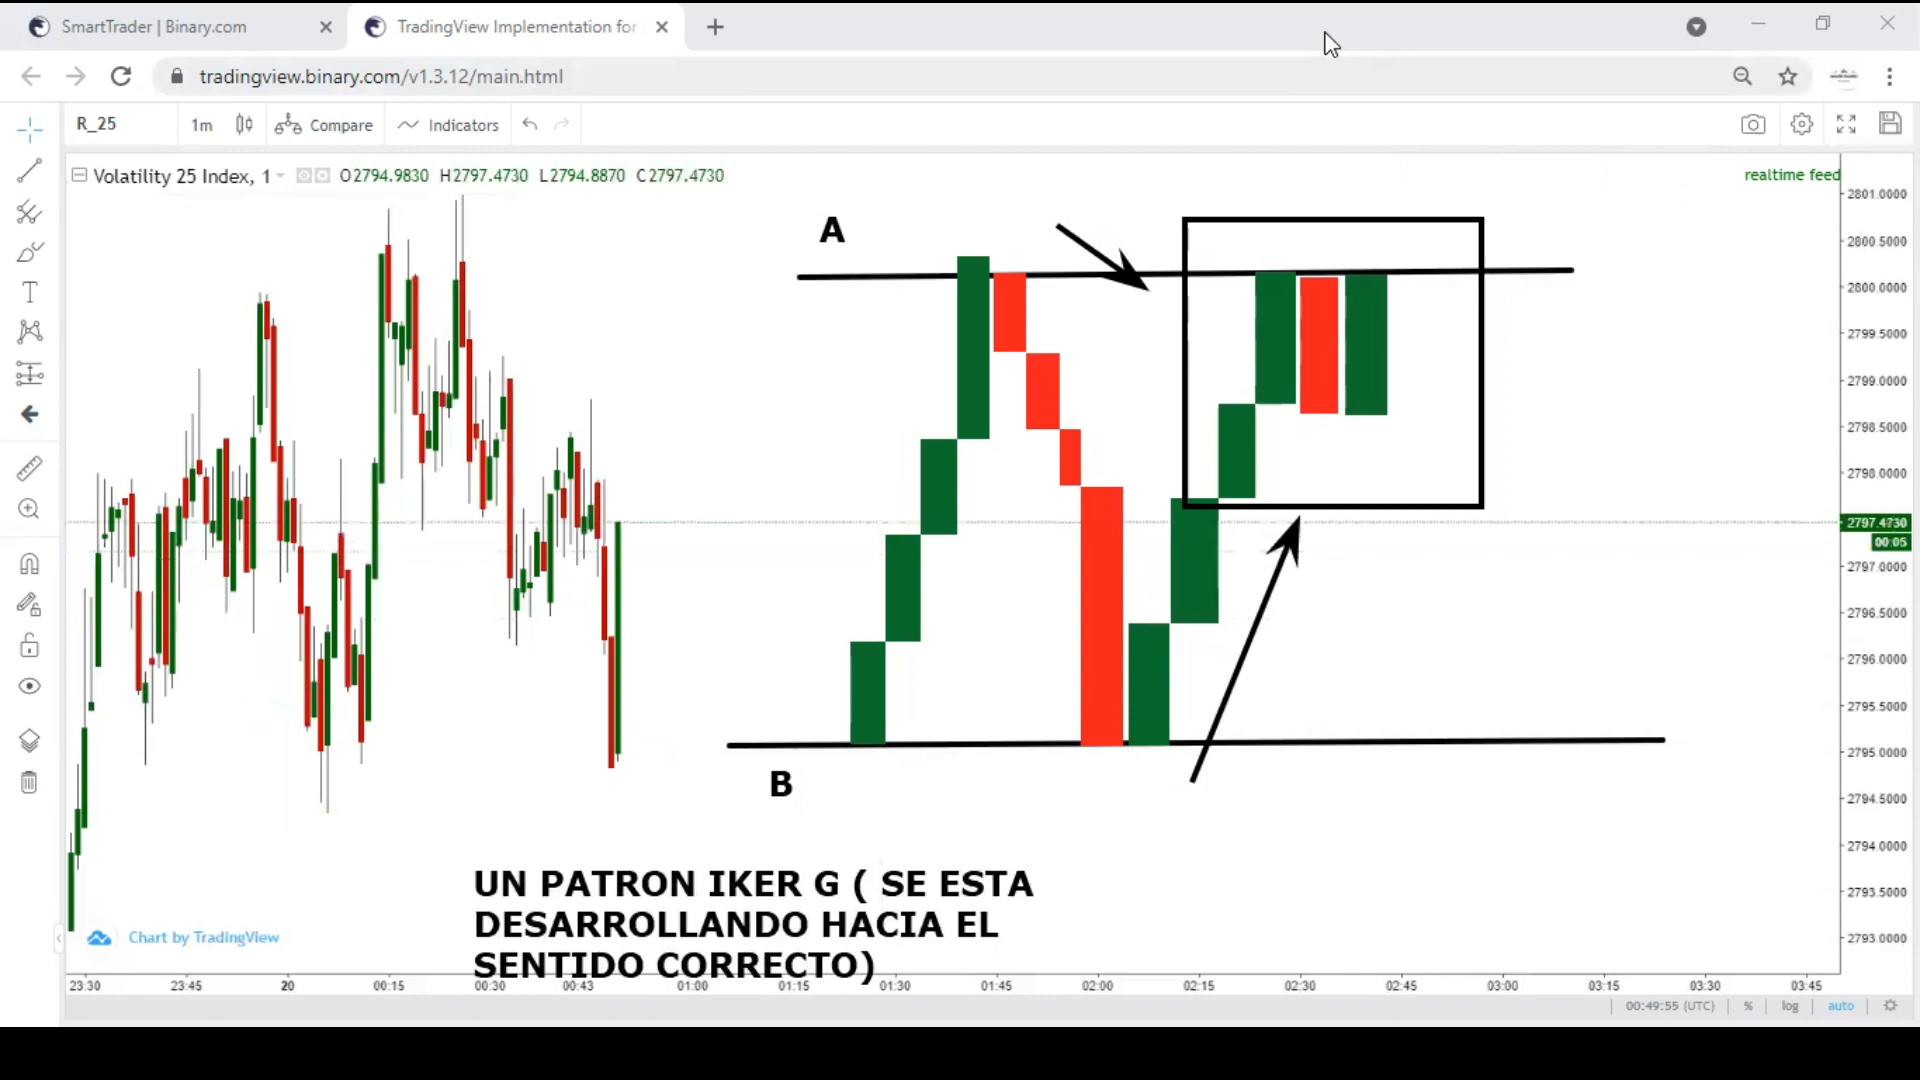 SmartTrader | Binary.com
TradingView Implementation for
tradingview.binary.com/v1.3.12/main.html
R_25
1m
Compare
Indicators
Volatility 25 Index, 1
O2794.9830 H2797.4730 L2794.8870 C2797.4730
realtime feed
2801.0000
2800.5000
2800.0000
2799.5000
2799.0000
2798.5000
2798.0000
2797.4730
00:05
2797.0000
2796.5000
2796.0000
2795.5000
2795.0000
2794.5000
2794.0000
2793.5000
2793.0000
A
B
UN PATRON IKER G ( SE ESTA
DESARROLLANDO HACIA EL
SENTIDO CORRECTO)
Chart by TradingView
23:30 23:45 20 00:15 00:30 00:43 01:00 01:15 01:30 01:45 02:00 02:15 02:30 02:45 03:00 03:15 03:30 03:45
00:49:55 (UTC) % log auto